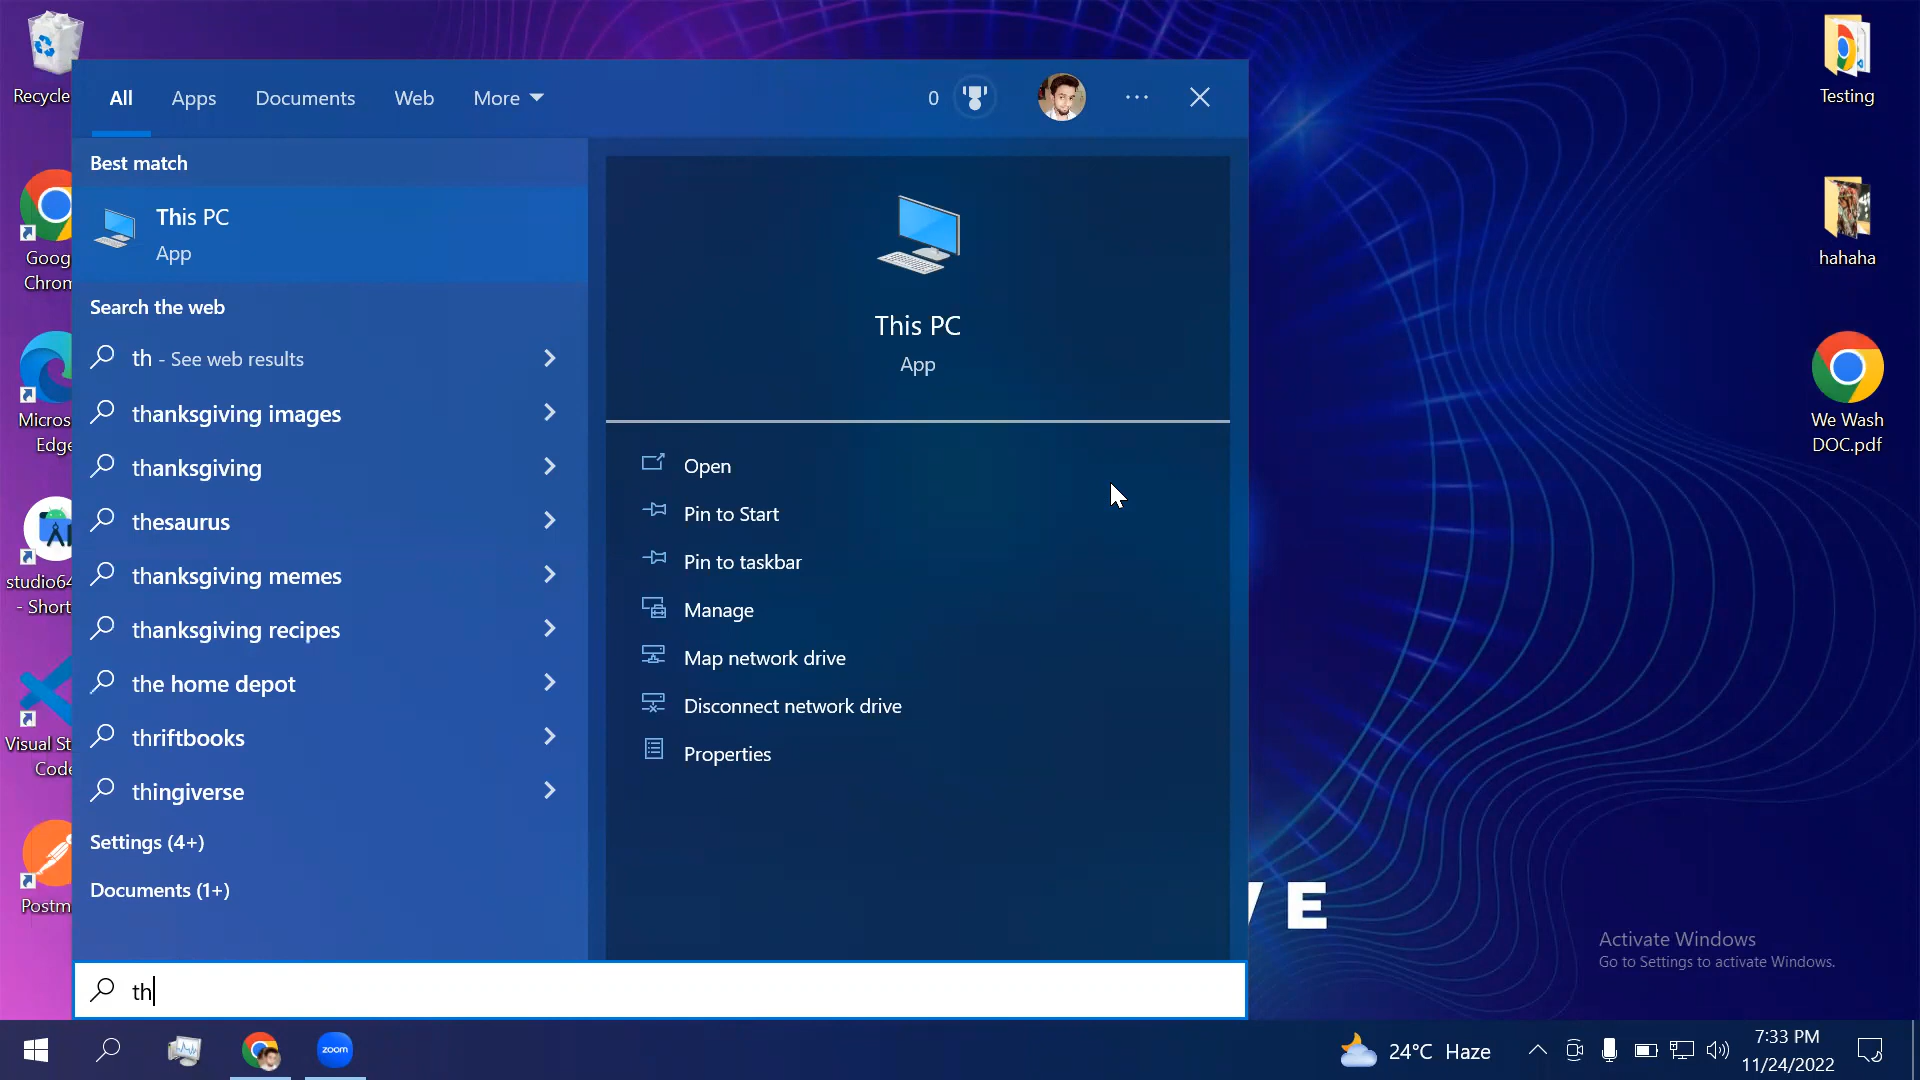 Recycle
Goog
Chrom
Micros
Edge
studio64
- Short
Visual St
Code
Postm
All
Apps
Documents
Web
More
0
Best match
This PC
App
Search the web
th - See web results
thanksgiving images
thanksgiving
thesaurus
thanksgiving memes
thanksgiving recipes
the home depot
thriftbooks
thingiverse
Settings (4+)
Documents (1+)
This PC
App
Open
Pin to Start
Pin to taskbar
Manage
Map network drive
Disconnect network drive
Properties
th
Testing
hahaha
We Wash
DOC.pdf
VE
Activate Windows
Go to Settings to activate Windows.
zoom
24°C Haze
7:33 PM
11/24/2022